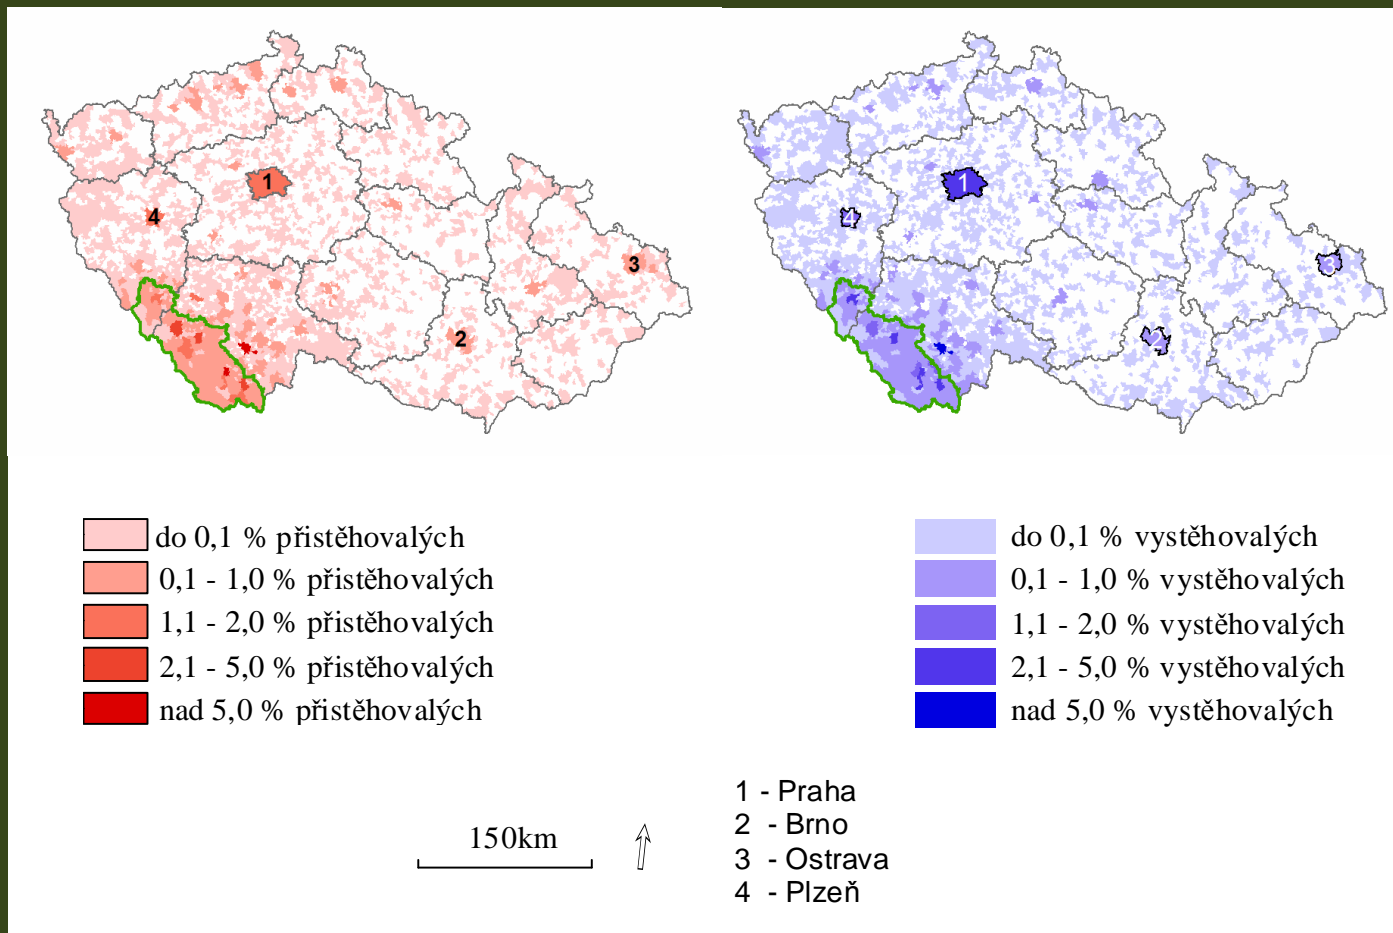 1
4
3
2
1
4
3
2
do 0,1 % přistěhovalých
0,1 - 1,0 % přistěhovalých
1,1 - 2,0 % přistěhovalých
2,1 - 5,0 % přistěhovalých
nad 5,0 % přistěhovalých
do 0,1 % vystěhovalých
0,1 - 1,0 % vystěhovalých
1,1 - 2,0 % vystěhovalých
2,1 - 5,0 % vystěhovalých
nad 5,0 % vystěhovalých
150km
1 - Praha
2 - Brno
3 - Ostrava
4 - Plzeň